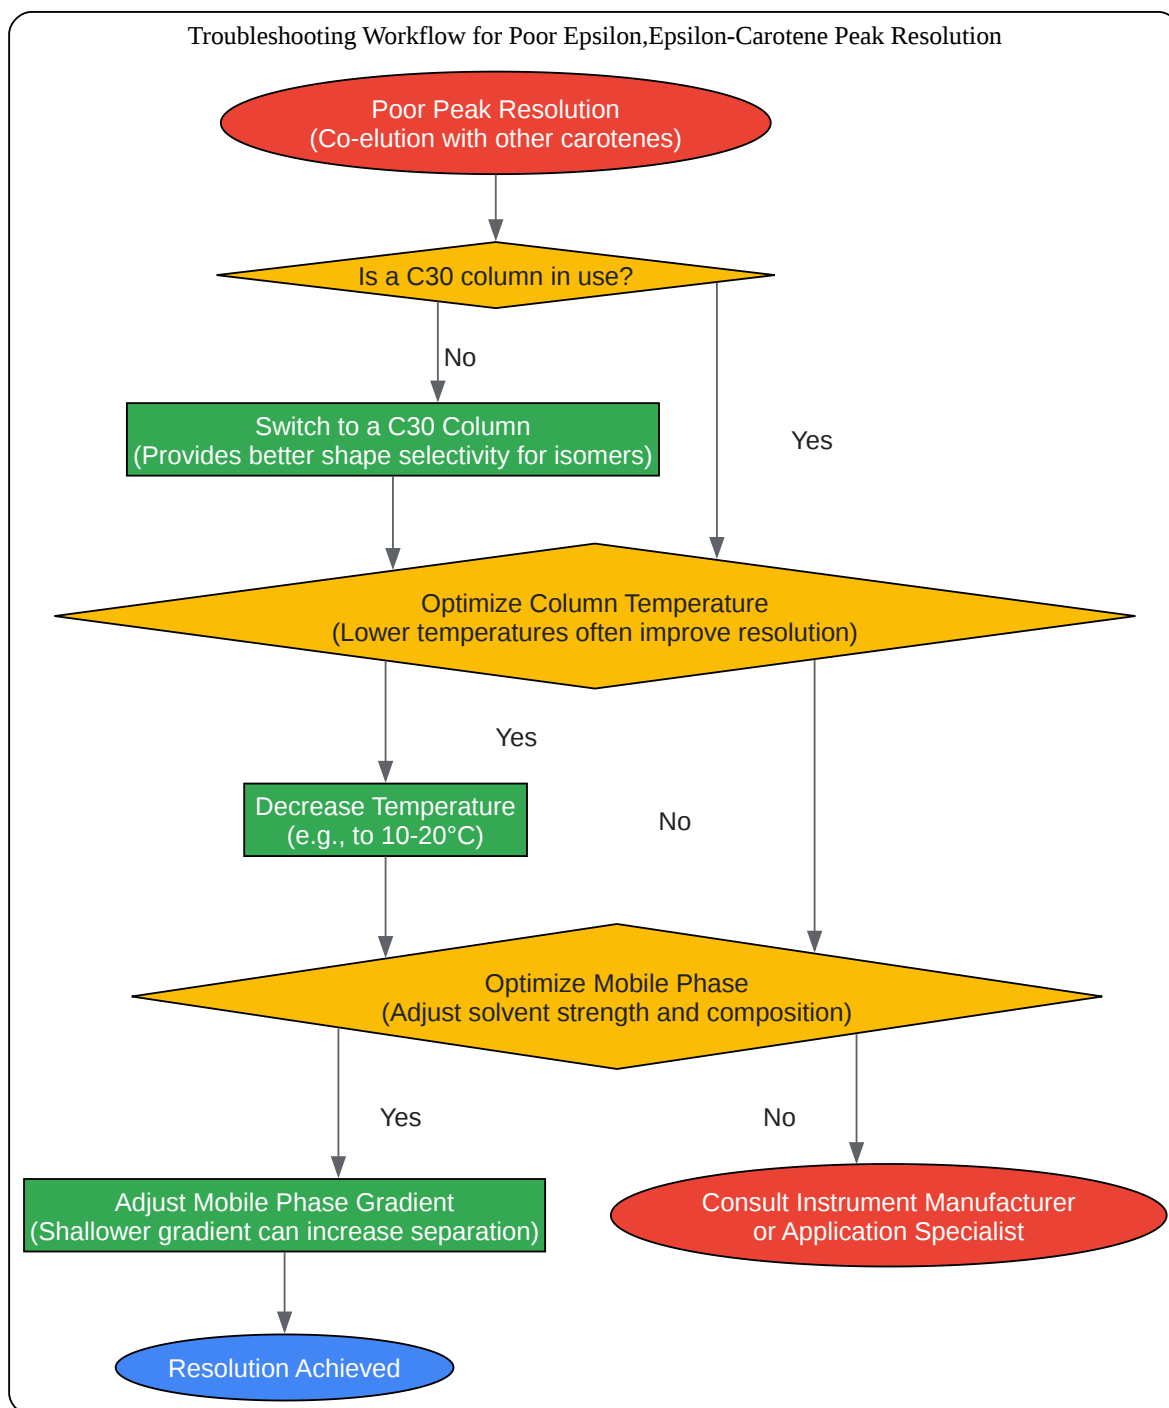 Troubleshooting Workflow for Poor Epsilon,Epsilon-Carotene Peak Resolution
Poor Peak Resolution
(Co-elution with other carotenes)
Is a C30 column in use?
No
Switch to a C30 Column
(Provides better shape selectivity for isomers)
Yes
Optimize Column Temperature
(Lower temperatures often improve resolution)
Yes
Decrease Temperature
(e.g., to 10-20°C)
No
Optimize Mobile Phase
(Adjust solvent strength and composition)
Yes
No
Adjust Mobile Phase Gradient
(Shallower gradient can increase separation)
Consult Instrument Manufacturer
or Application Specialist
Resolution Achieved